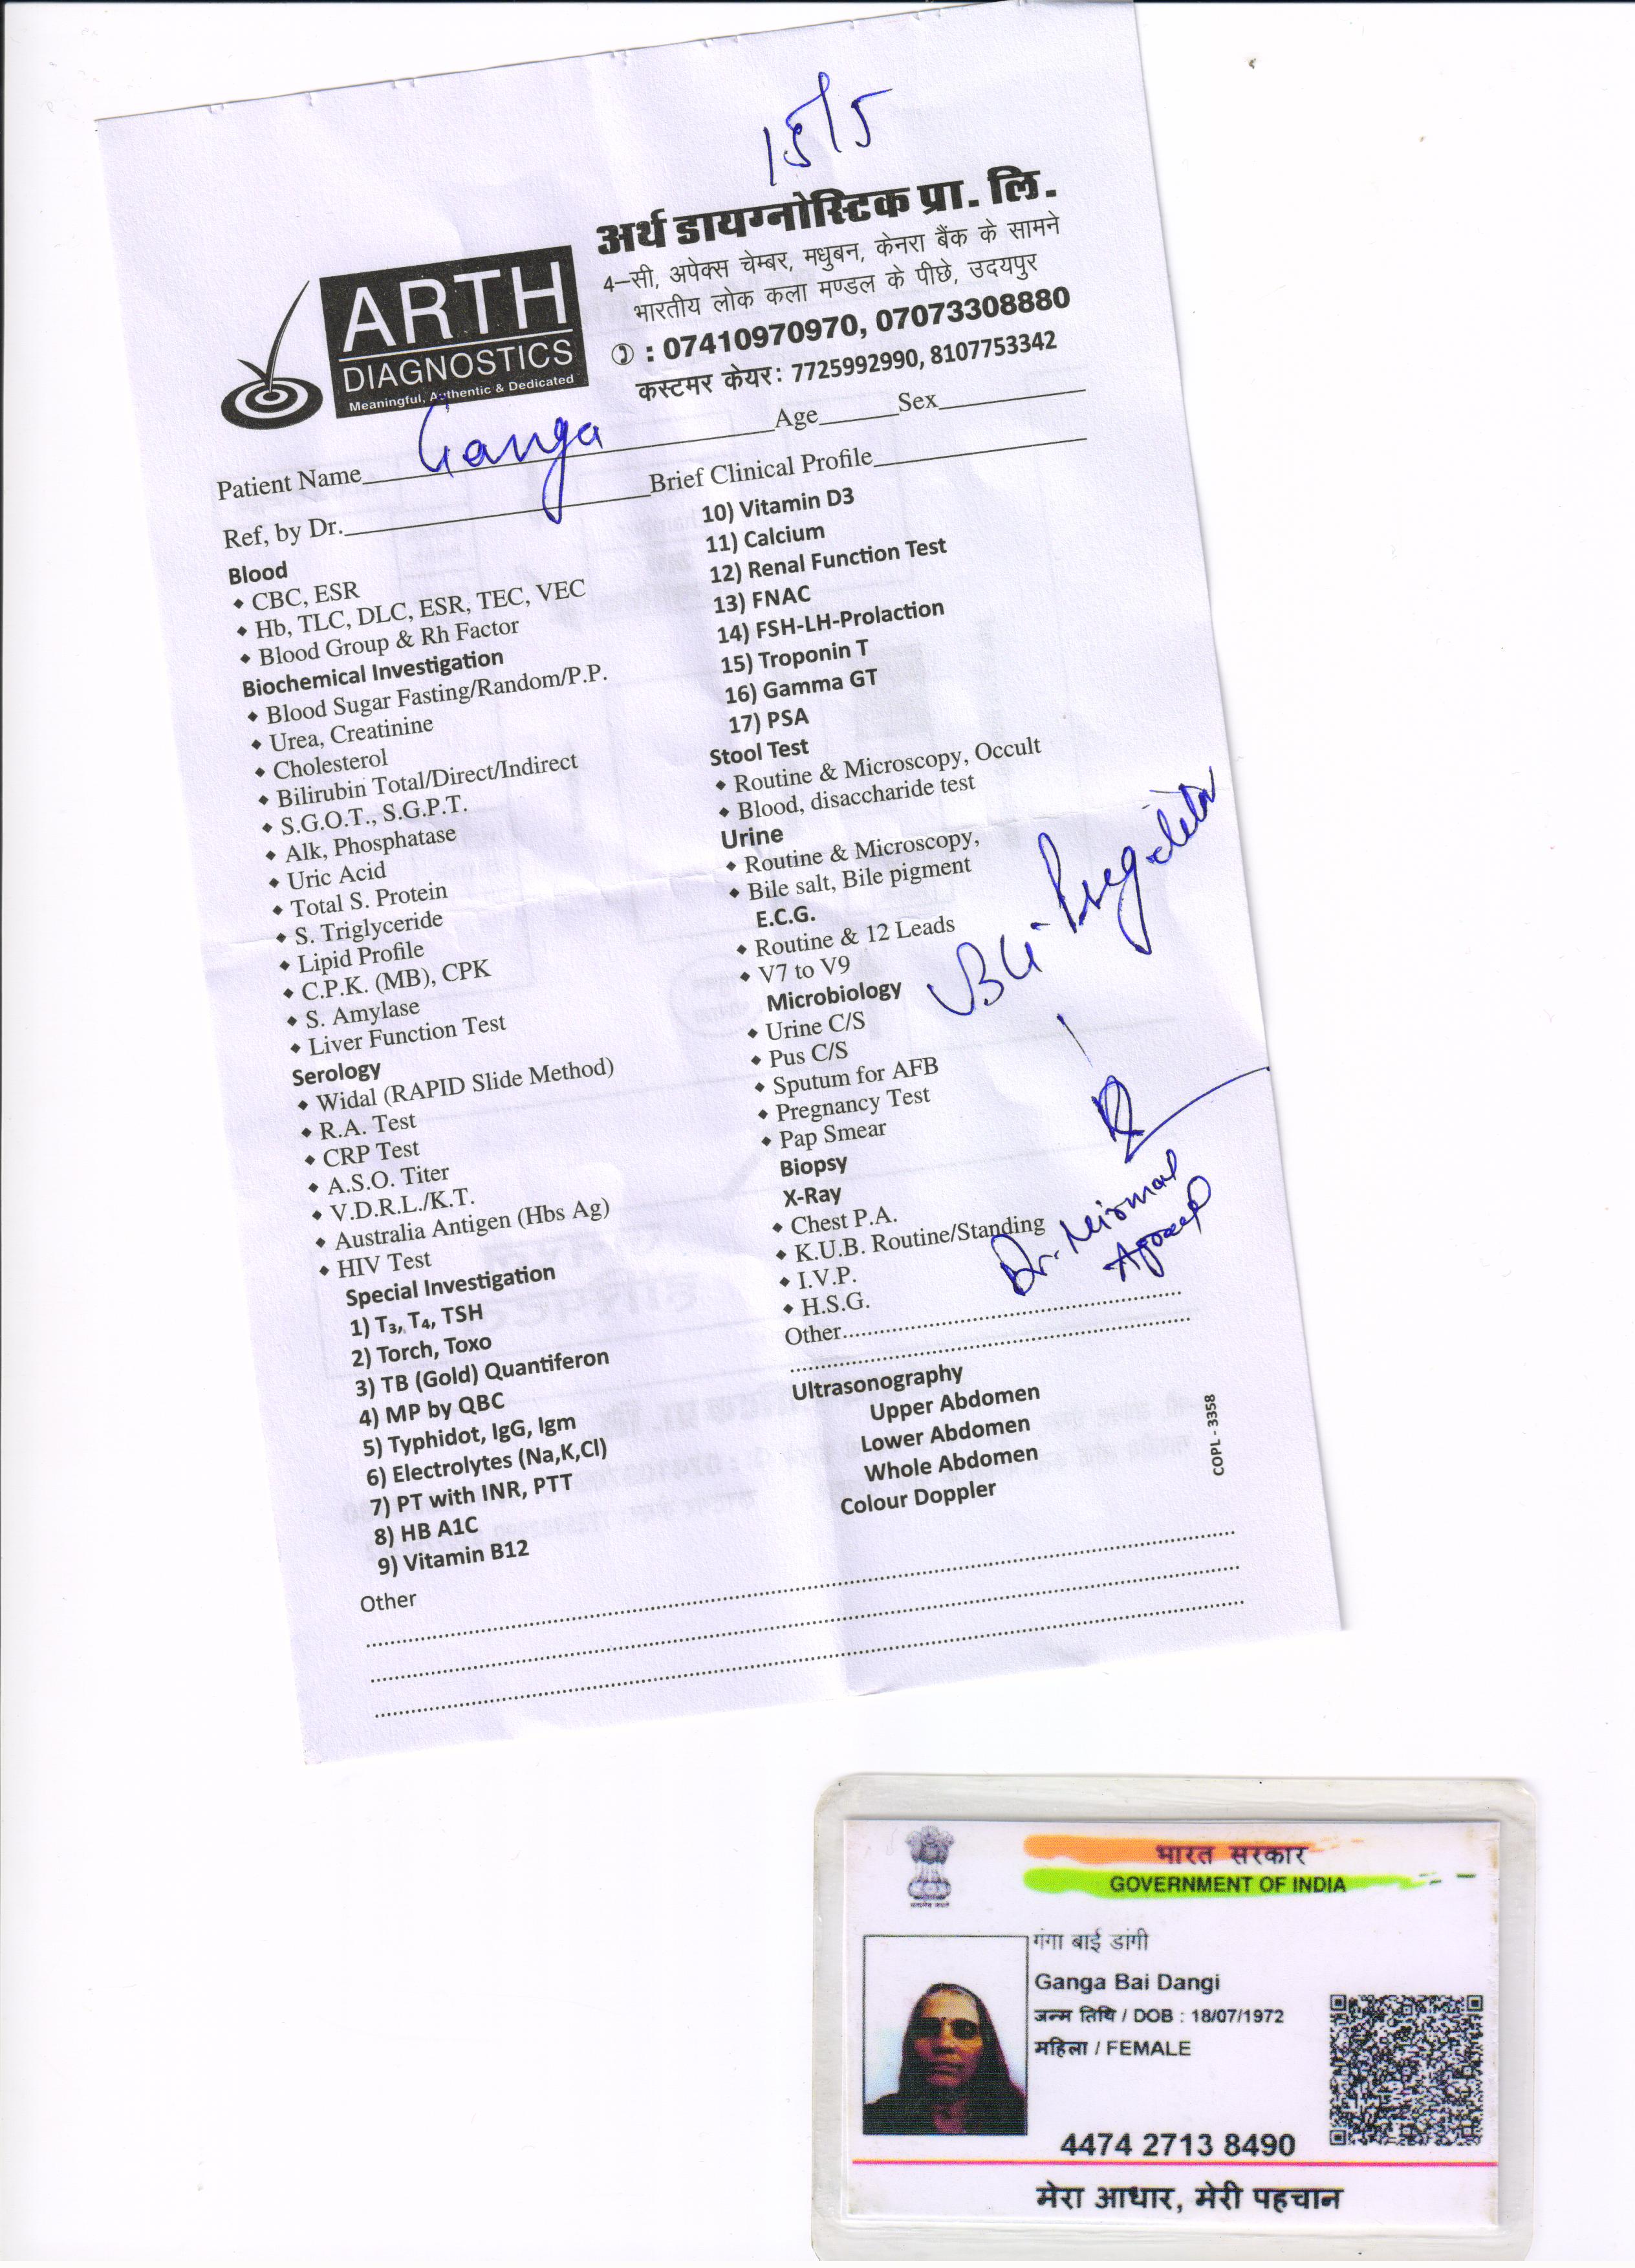 15/5
अर्थ डायग्नोस्टिक प्रा. लि.
4-सी, अपेक्स चेम्बर, मधुबन, केनरा बैंक के सामने
भारतीय लोक कला मण्डल के पीछे, उदयपुर
: 07410970970, 07073308880
कस्टमर केयर: 7725992990, 8107753342
ARTH
DIAGNOSTICS
Meaningful, Authentic & Dedicated
Patient Name Ganga Age Sex
Ref, by Dr. Brief Clinical Profile
Blood
CBC, ESR
Hb, TLC, DLC, ESR, TEC, VEC
Blood Group & Rh Factor
Biochemical Investigation
Blood Sugar Fasting/Random/P.P.
Urea, Creatinine
Cholesterol
Bilirubin Total/Direct/Indirect
S.G.O.T., S.G.P.T.
Alk, Phosphatase
Uric Acid
Total S. Protein
S. Triglyceride
Lipid Profile
C.P.K. (MB), CPK
S. Amylase
Liver Function Test
Serology
Widal (RAPID Slide Method)
R.A. Test
CRP Test
A.S.O. Titer
V.D.R.L./K.T.
Australia Antigen (Hbs Ag)
HIV Test
Special Investigation
1) T₃, T₄, TSH
2) Torch, Toxo
3) TB (Gold) Quantiferon
4) MP by QBC
5) Typhidot, IgG, Igm
6) Electrolytes (Na,K,Cl)
7) PT with INR, PTT
8) HB A1C
9) Vitamin B12
Other
10) Vitamin D3
11) Calcium
12) Renal Function Test
13) FNAC
14) FSH-LH-Prolaction
15) Troponin T
16) Gamma GT
17) PSA
Stool Test
Routine & Microscopy, Occult
Blood, disaccharide test
Urine
Routine & Microscopy,
Bile salt, Bile pigment
E.C.G.
Routine & 12 Leads
V7 to V9
Microbiology
Urine C/S
Pus C/S
Sputum for AFB
Pregnancy Test
Pap Smear
Biopsy
X-Ray
Chest P.A.
K.U.B. Routine/Standing
I.V.P.
H.S.G.
Other
Dr. Nirmal
Ultrasonography
Upper Abdomen
Lower Abdomen
Whole Abdomen
Colour Doppler
COPL - 3358
भारत सरकार
GOVERNMENT OF INDIA
गंगा बाई डांगी
Ganga Bai Dangi
जन्म तिथि / DOB : 18/07/1972
महिला / FEMALE
4474 2713 8490
मेरा आधार, मेरी पहचान